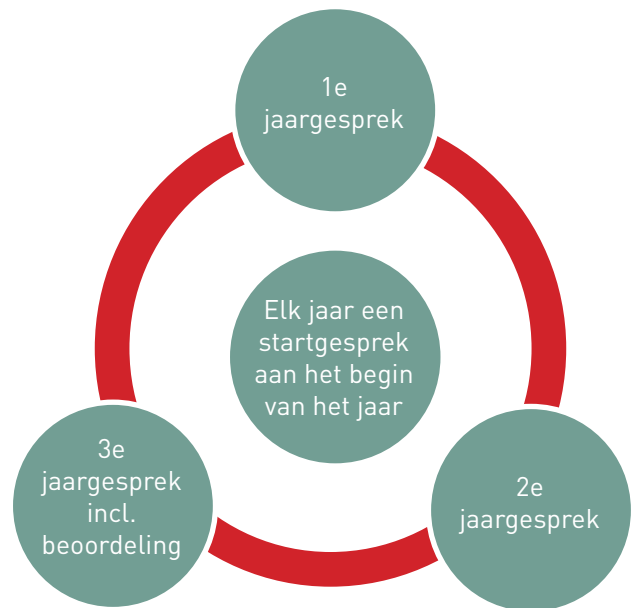 1e
jaargesprek
Elk jaar een
startgesprek
aan het begin
van het jaar
3e
jaargesprek
incl.
beoordeling
2e
jaargesprek